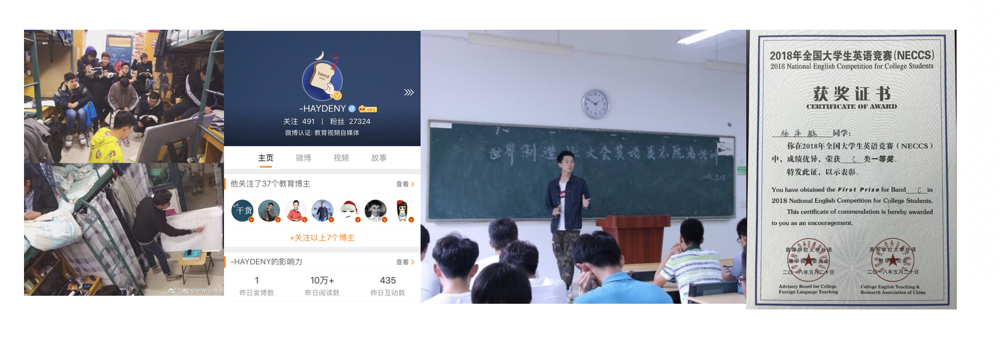 -HAYDENY
VIP 5
关注 491 | 粉丝 27324
微博认证: 教育视频自媒体
主页 微博 视频 故事
他关注了37个教育博主
查看
干货
+关注以上7个博主
-HAYDENY的影响力
查看
1 10万+ 435
昨日发博数 昨日阅读数 昨日互动数
世界制造业大会英语类志愿者培训
2018.5.12
2018年全国大学生英语竞赛(NECCS)
2018 National English Competition for College Students
获奖证书
CERTIFICATE OF AWARD
杨泽鹏 同学:
你在2018年全国大学生英语竞赛(NECCS)
中,成绩优异,荣获 C 类一等奖。
特发此证,以示表彰。
You have obtained the First Prize for Band C in
2018 National English Competition for College Students.
This certificate of commendation is hereby awarded
to you as an encouragement.
高等学校大学外语
教学指导委员会
二〇一八年五月二十日
Advisory Board for College
Foreign Language Teaching
高等学校大学外语
教学研究会
二〇一八年五月二十日
College English Teaching &
Research Association of China